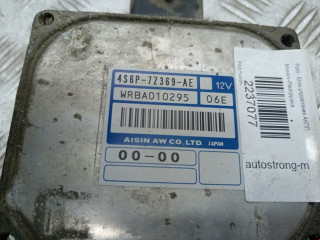 4S6P-7Z369-AE 12V
WRBA010295 06E
AISIN AW CO.,LTD. JAPAN
00-00
2237077
autostrong-m